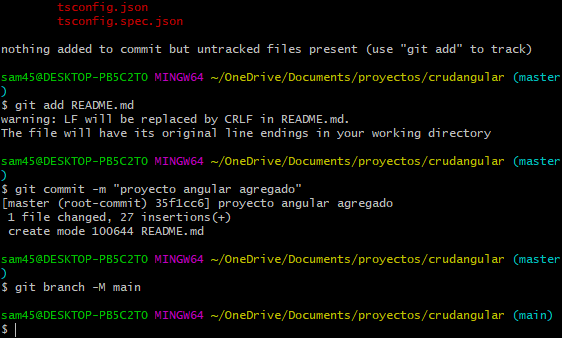 tsconfig.json
tsconfig.spec.json
nothing added to commit but untracked files present (use "git add" to track)
sam45@DESKTOP-PB5C2TO MINGW64 ~/OneDrive/Documents/proyectos/crudangular (master
)
$ git add README.md
warning: LF will be replaced by CRLF in README.md.
The file will have its original line endings in your working directory
sam45@DESKTOP-PB5C2TO MINGW64 ~/OneDrive/Documents/proyectos/crudangular (master
)
$ git commit -m "proyecto angular agregado"
[master (root-commit) 35f1cc6] proyecto angular agregado
 1 file changed, 27 insertions(+)
 create mode 100644 README.md
sam45@DESKTOP-PB5C2TO MINGW64 ~/OneDrive/Documents/proyectos/crudangular (master
)
$ git branch -M main
sam45@DESKTOP-PB5C2TO MINGW64 ~/OneDrive/Documents/proyectos/crudangular (main)
$